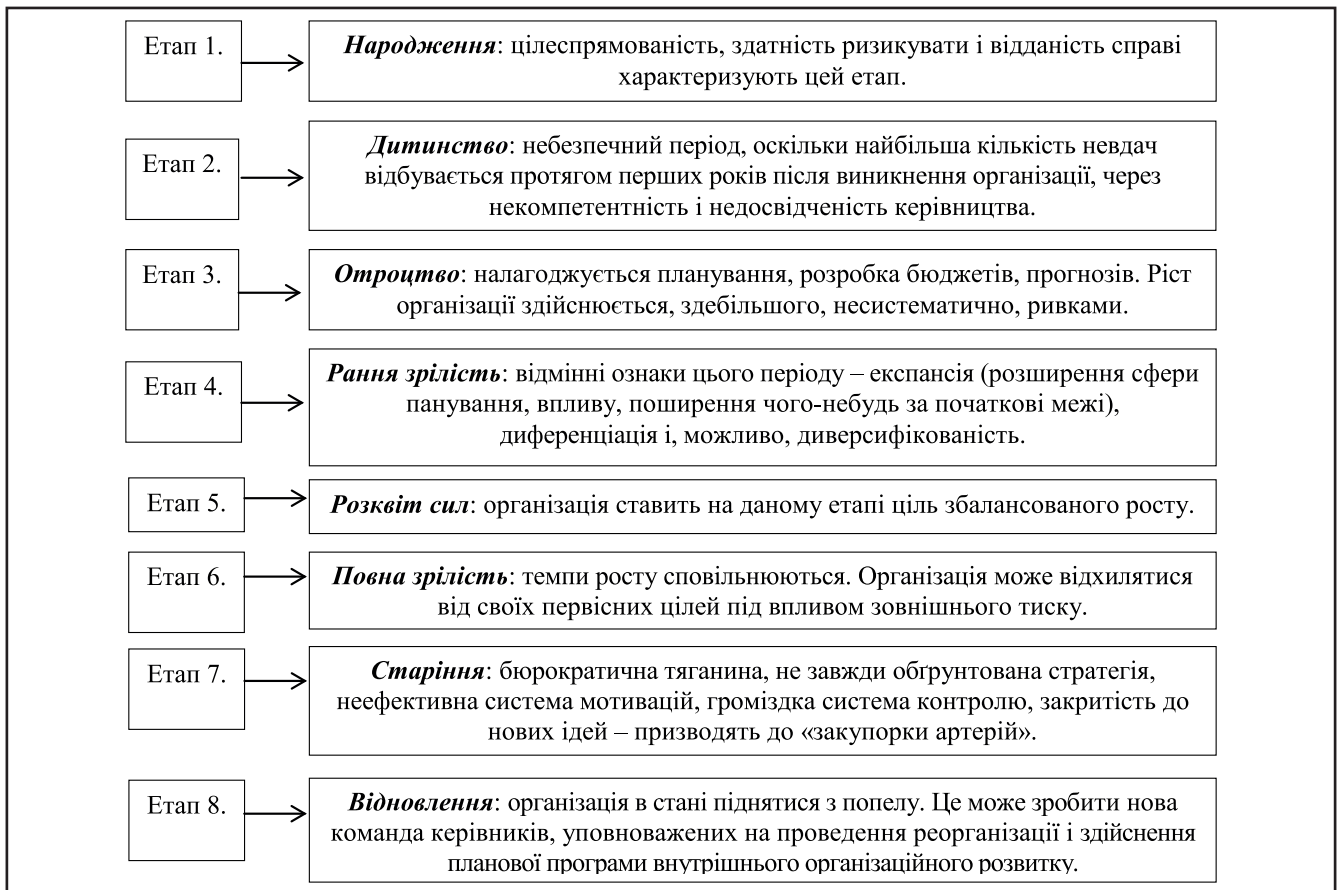 Етап 1.
Народження: цілеспрямованість, здатність ризикувати і відданість справі
характеризують цей етап.
Етап 2.
Дитинство: небезпечний період, оскільки найбільша кількість невдач
відбувається протягом перших років після виникнення організації, через
некомпетентність і недосвідченість керівництва.
Етап 3.
Отроцтво: налагоджується планування, розробка бюджетів, прогнозів. Ріст
організації здійснюється, здебільшого, несистематично, ривками.
Етап 4.
Рання зрілість: відмінні ознаки цього періоду – експансія (розширення сфери
панування, впливу, поширення чого-небудь за початкові межі),
диференціація і, можливо, диверсифікованість.
Етап 5.
Розквіт сил: організація ставить на даному етапі ціль збалансованого росту.
Етап 6.
Повна зрілість: темпи росту сповільнюються. Організація може відхилятися
від своїх первісних цілей під впливом зовнішнього тиску.
Етап 7.
Старіння: бюрократична тяганина, не завжди обґрунтована стратегія,
неефективна система мотивацій, громіздка система контролю, закритість до
нових ідей – призводять до «закупорки артерій».
Етап 8.
Відновлення: організація в стані піднятися з попелу. Це може зробити нова
команда керівників, уповноважених на проведення реорганізації і здійснення
планової програми внутрішнього організаційного розвитку.